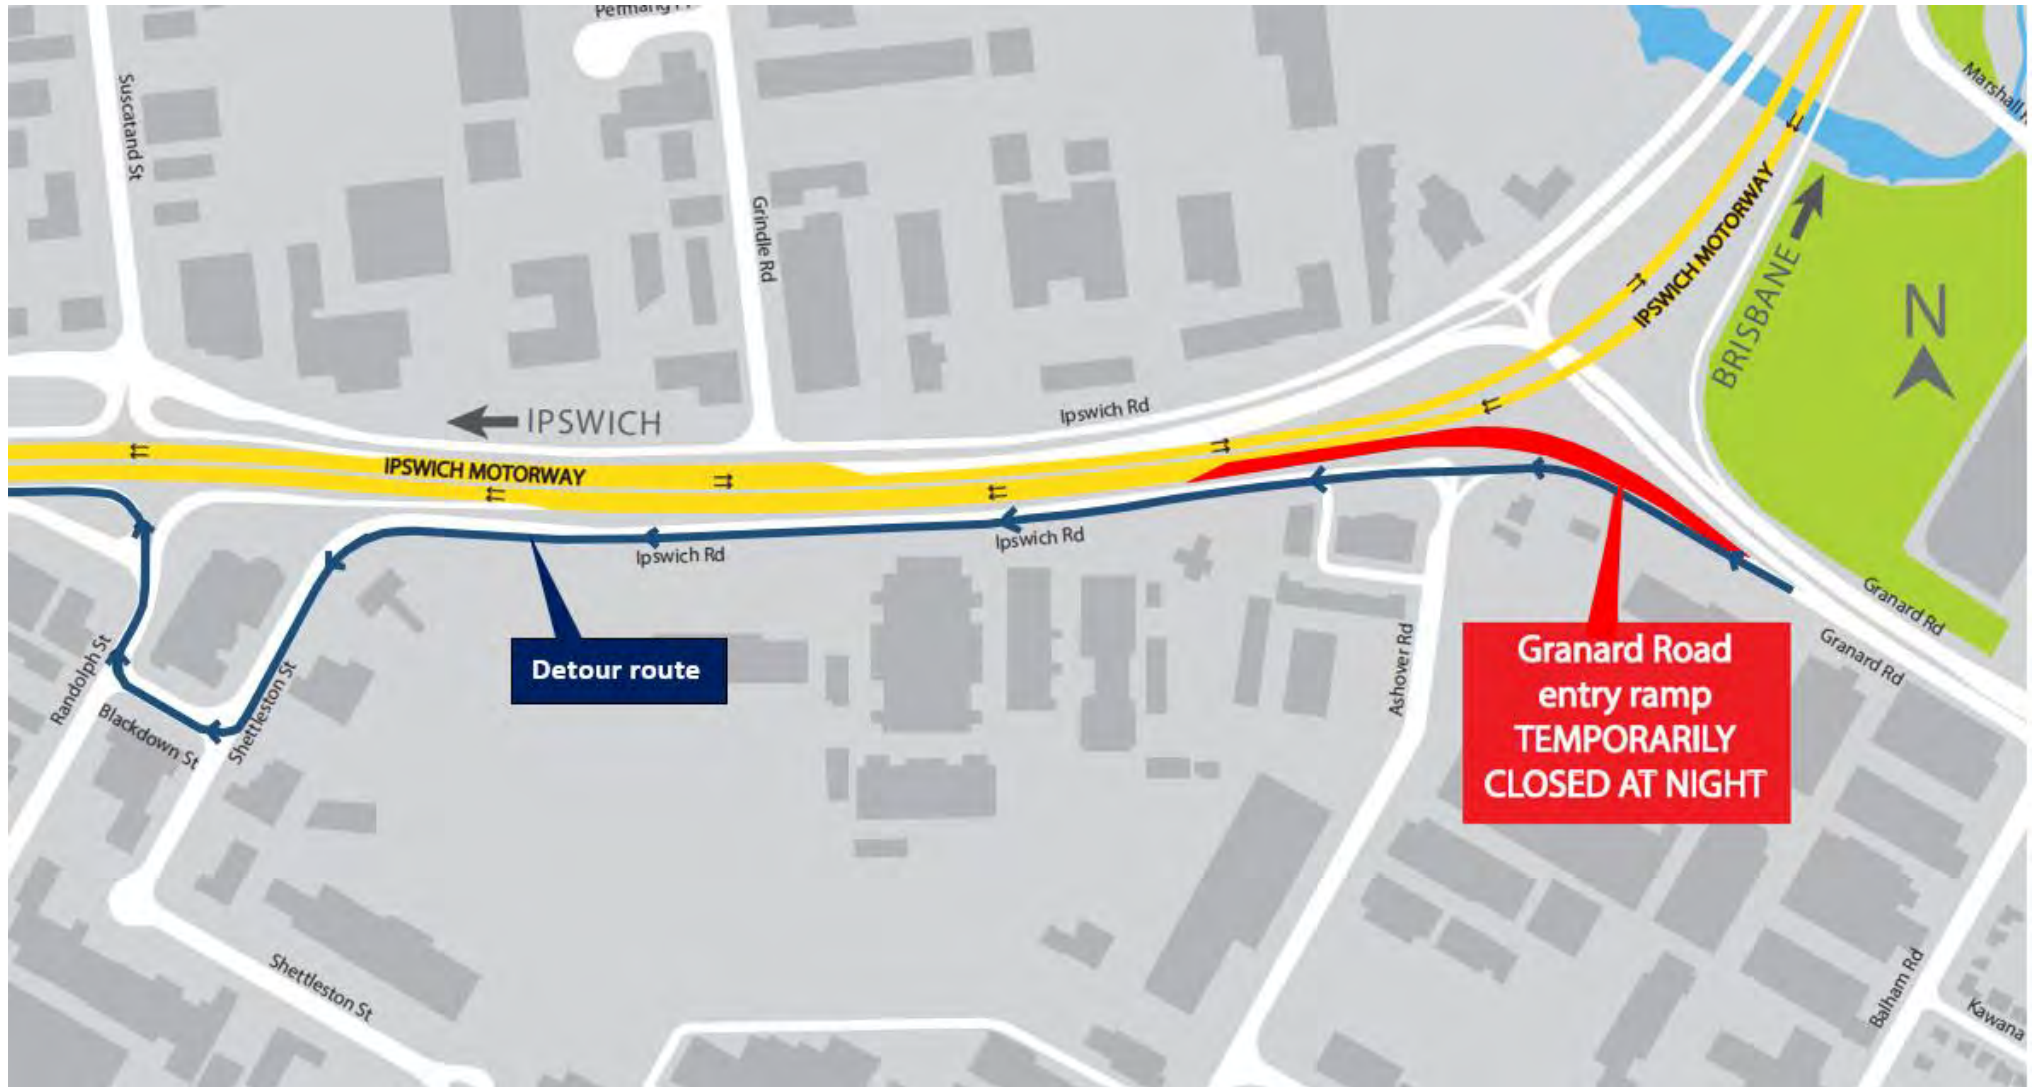 Suscatand St
Grindle Rd
Marshall
IPSWICH MOTORWAY
BRISBANE
N
IPSWICH
Ipswich Rd
IPSWICH MOTORWAY
Ipswich Rd
Ipswich Rd
Detour route
Granard Road
entry ramp
TEMPORARILY
CLOSED AT NIGHT
Granard Rd
Granard Rd
Ashover Rd
Randolph St
Blackdown St
Shettleston St
Shettleston St
Balham Rd
Kawana